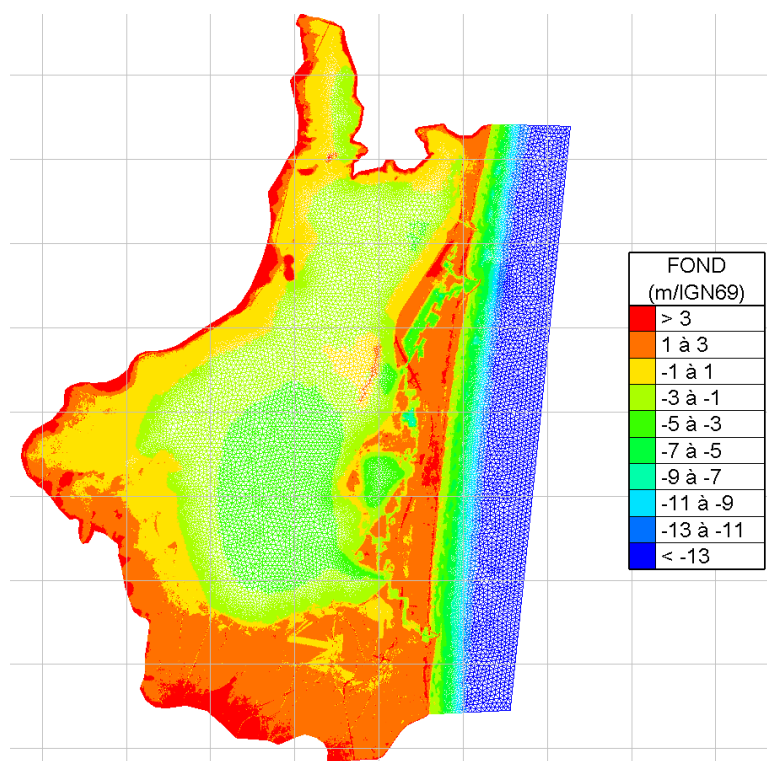 FOND
(m/IGN69)
> 3
1 à 3
-1 à 1
-3 à -1
-5 à -3
-7 à -5
-9 à -7
-11 à -9
-13 à -11
< -13